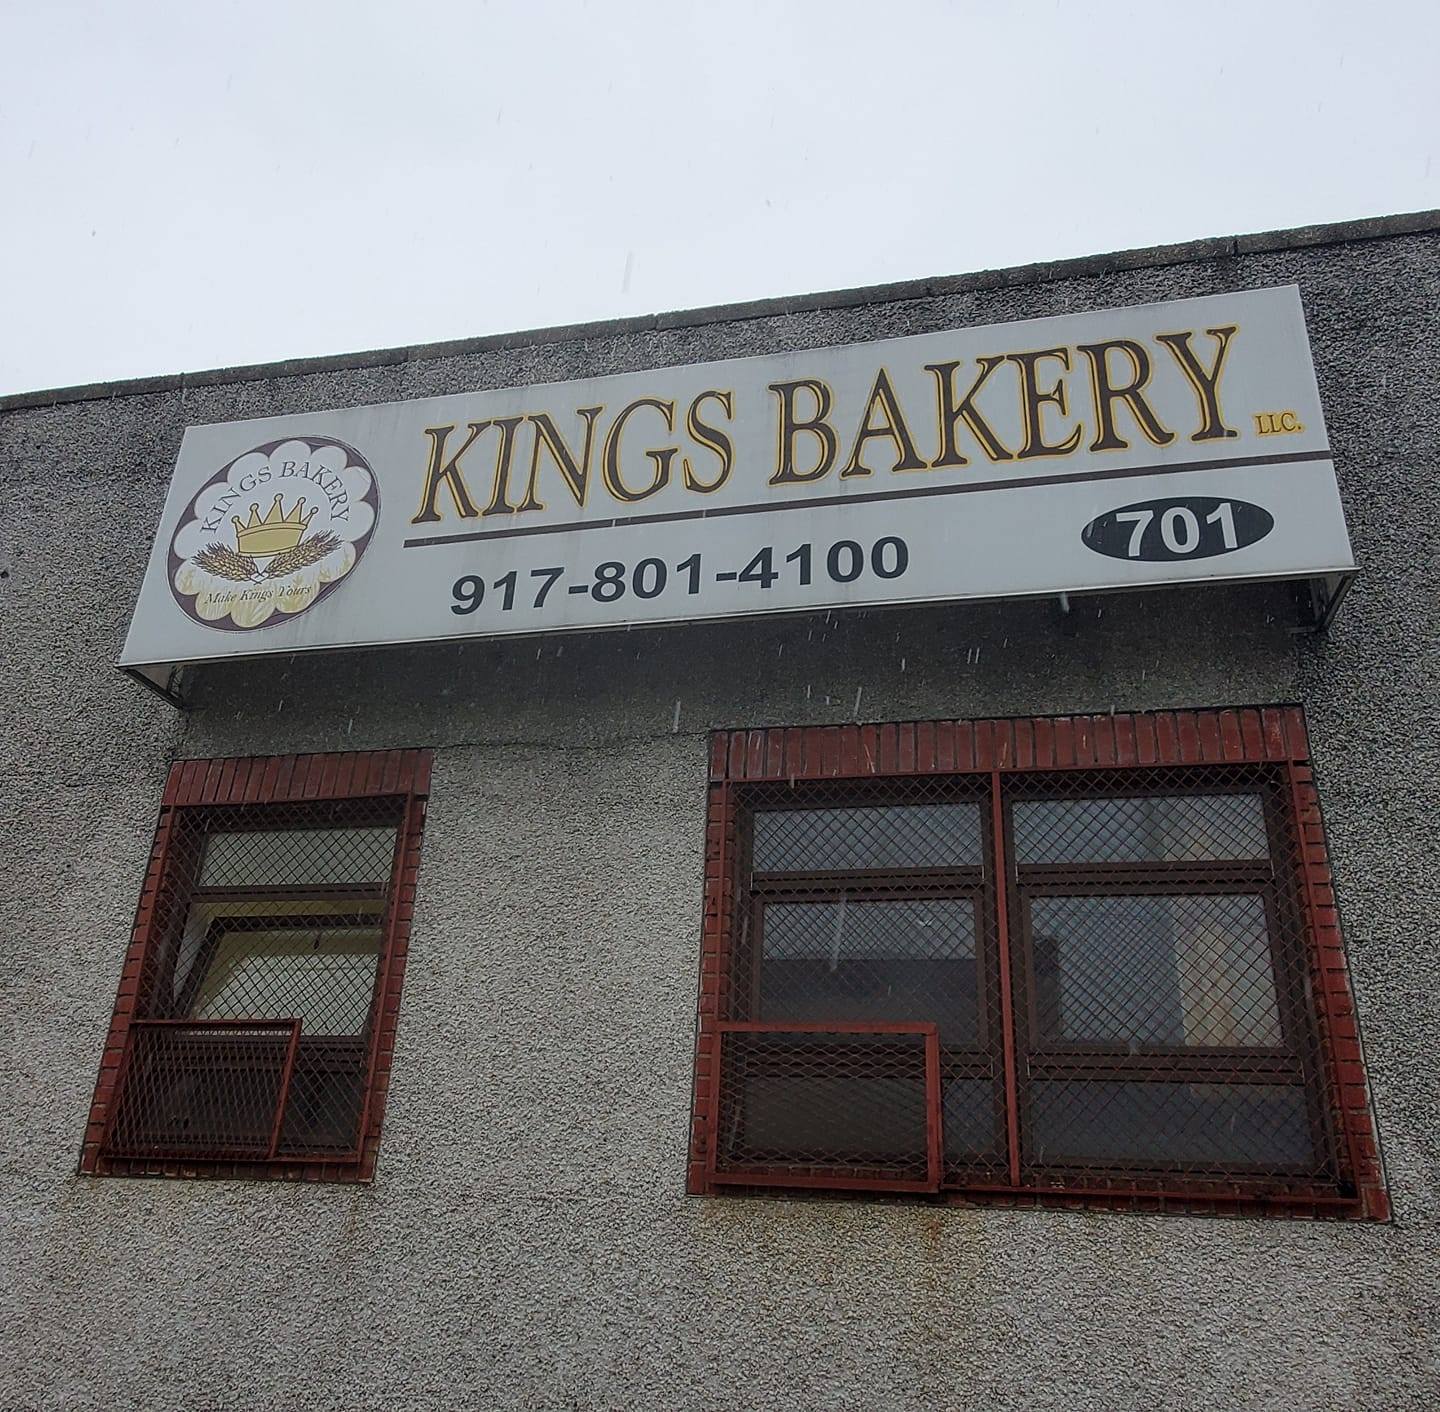 KINGS BAKERY
Make Kings Yours
KINGS BAKERY LLC.
917-801-4100
701